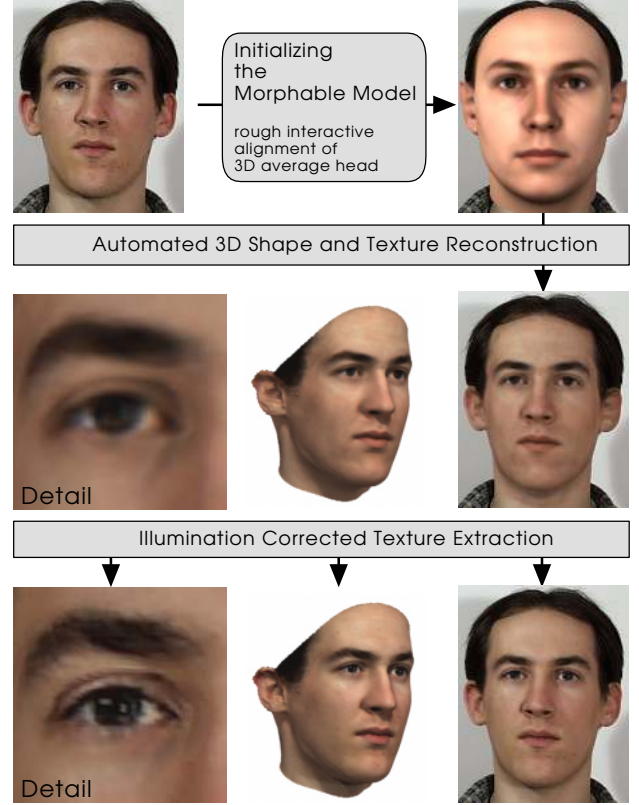 Initializing
the
Morphable Model
rough interactive
alignment of
3D average head
Automated 3D Shape and Texture Reconstruction
Detail
Illumination Corrected Texture Extraction
Detail